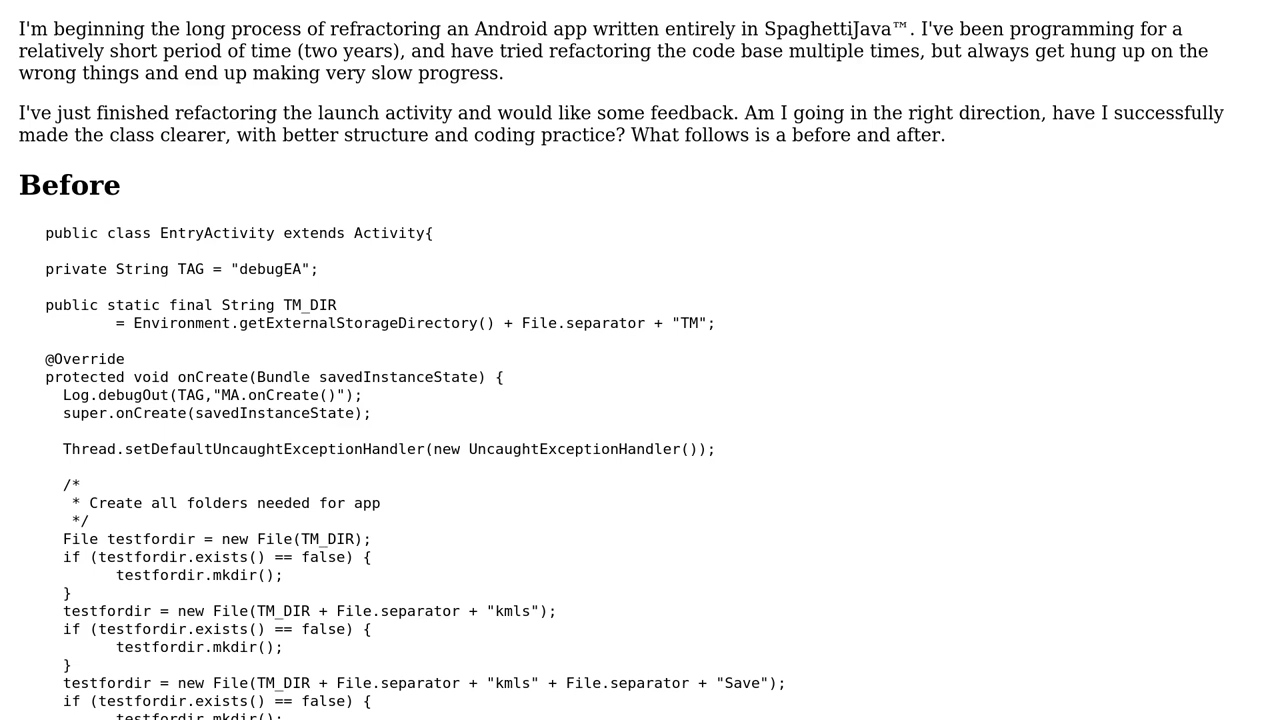 I'm beginning the long process of refractoring an Android app written entirely in SpaghettiJava™. I've been programming for a
relatively short period of time (two years), and have tried refactoring the code base multiple times, but always get hung up on the
wrong things and end up making very slow progress.
I've just finished refactoring the launch activity and would like some feedback. Am I going in the right direction, have I successfully
made the class clearer, with better structure and coding practice? What follows is a before and after.
Before
public class EntryActivity extends Activity{
private String TAG = "debugEA";
public static final String TM_DIR
= Environment.getExternalStorageDirectory() + File.separator + "TM";
@Override
protected void onCreate(Bundle savedInstanceState) {
Log.debugOut(TAG,"MA.onCreate()");
super.onCreate(savedInstanceState);
Thread.setDefaultUncaughtExceptionHandler(new UncaughtExceptionHandler());
/*
* Create all folders needed for app
*/
File testfordir = new File(TM_DIR);
if (testfordir.exists() == false) {
testfordir.mkdir();
}
testfordir = new File(TM_DIR + File.separator + "kmls");
if (testfordir.exists() == false) {
testfordir.mkdir();
}
testfordir = new File(TM_DIR + File.separator + "kmls" + File.separator + "Save");
if (testfordir.exists() == false) {
testfordir.mkdir();